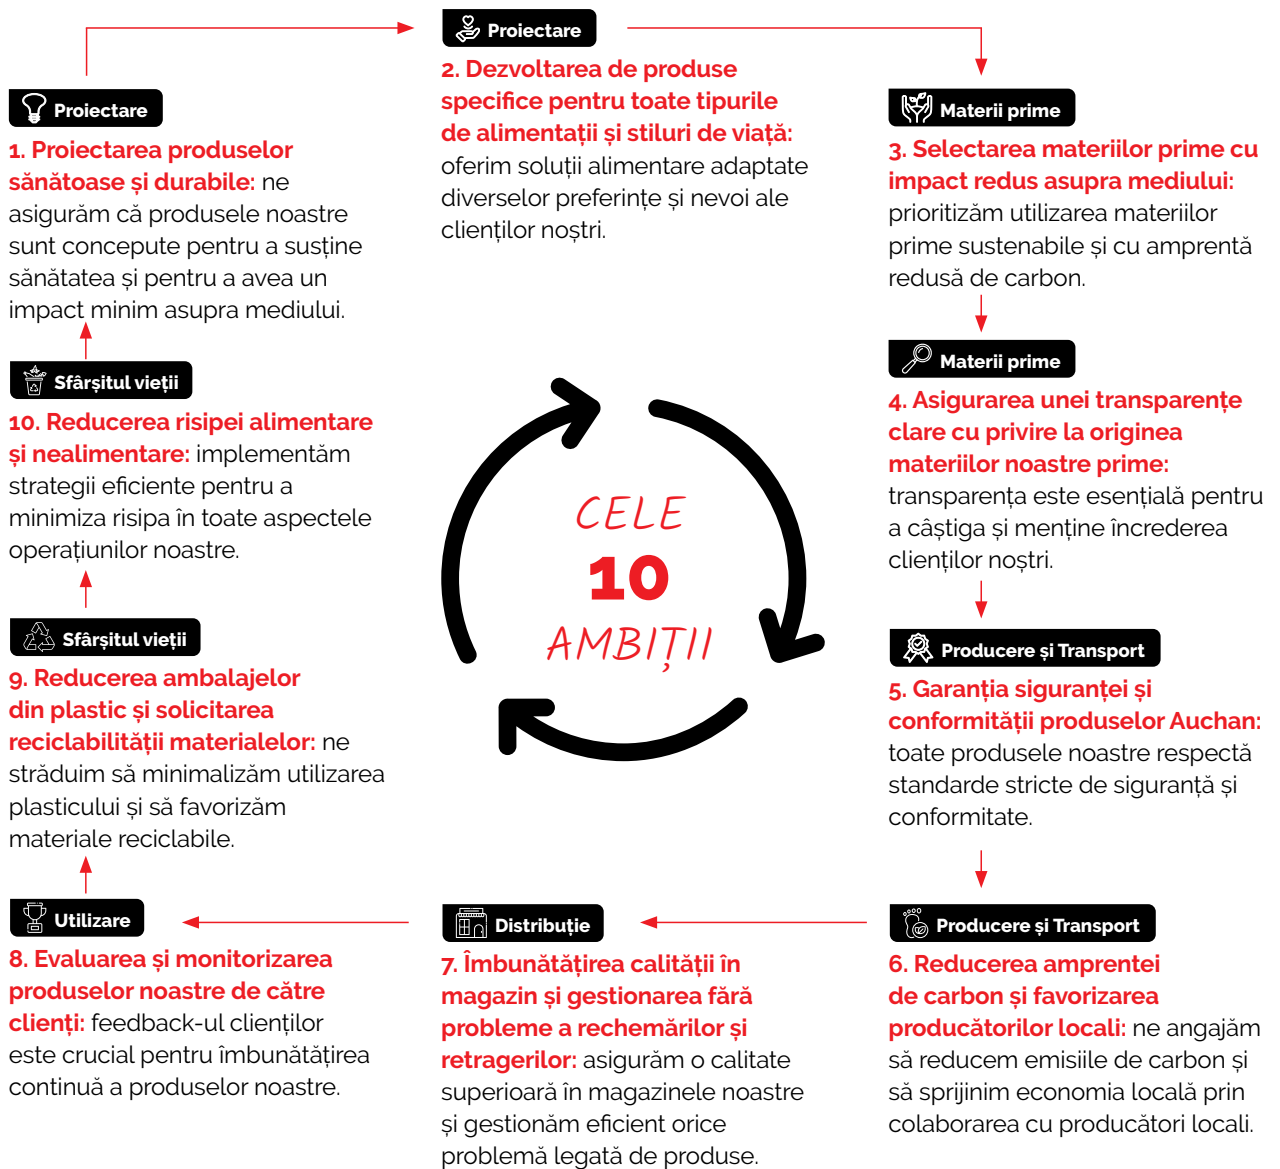 Proiectare
1. Proiectarea produselor
sănătoase și durabile: ne
asigurăm că produsele noastre
sunt concepute pentru a susține
sănătatea și pentru a avea un
impact minim asupra mediului.
Proiectare
2. Dezvoltarea de produse
specifice pentru toate tipurile
de alimentații și stiluri de viață:
oferim soluții alimentare adaptate
diverselor preferințe și nevoi ale
clienților noștri.
Materii prime
3. Selectarea materiilor prime cu
impact redus asupra mediului:
prioritizăm utilizarea materiilor
prime sustenabile și cu amprentă
redusă de carbon.
Materii prime
4. Asigurarea unei transparențe
clare cu privire la originea
materiilor noastre prime:
transparența este esențială pentru
a câștiga și menține încrederea
clienților noștri.
Producere și Transport
5. Garanția siguranței și
conformității produselor Auchan:
toate produsele noastre respectă
standarde stricte de siguranță și
conformitate.
Producere și Transport
6. Reducerea amprentei
de carbon și favorizarea
producătorilor locali: ne angajăm
să reducem emisiile de carbon și
să sprijinim economia locală prin
colaborarea cu producători locali.
Distribuție
7. Îmbunătățirea calității în
magazin și gestionarea fără
probleme a rechemărilor și
retragerilor: asigurăm o calitate
superioară în magazinele noastre
și gestionăm eficient orice
problemă legată de produse.
Utilizare
8. Evaluarea și monitorizarea
produselor noastre de către
clienți: feedback-ul clienților
este crucial pentru îmbunătățirea
continuă a produselor noastre.
Sfârșitul vieții
9. Reducerea ambalajelor
din plastic și solicitarea
reciclabilității materialelor: ne
străduim să minimalizăm utilizarea
plasticului și să favorizăm
materiale reciclabile.
Sfârșitul vieții
10. Reducerea risipei alimentare
și nealimentare: implementăm
strategii eficiente pentru a
minimiza risipa în toate aspectele
operațiunilor noastre.
CELE
10
AMBIȚII